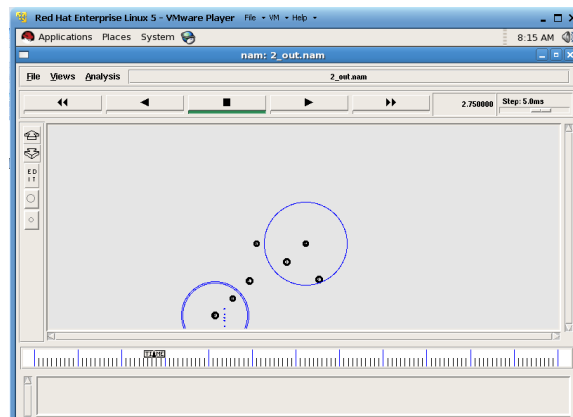 Red Hat Enterprise Linux 5 - VMware Player File VM Help
Applications Places System 8:15 AM
nam: 2_out.nam
File Views Analysis 2_out.nam
2.750000 Step: 5.0ms
ED
IT
TIME